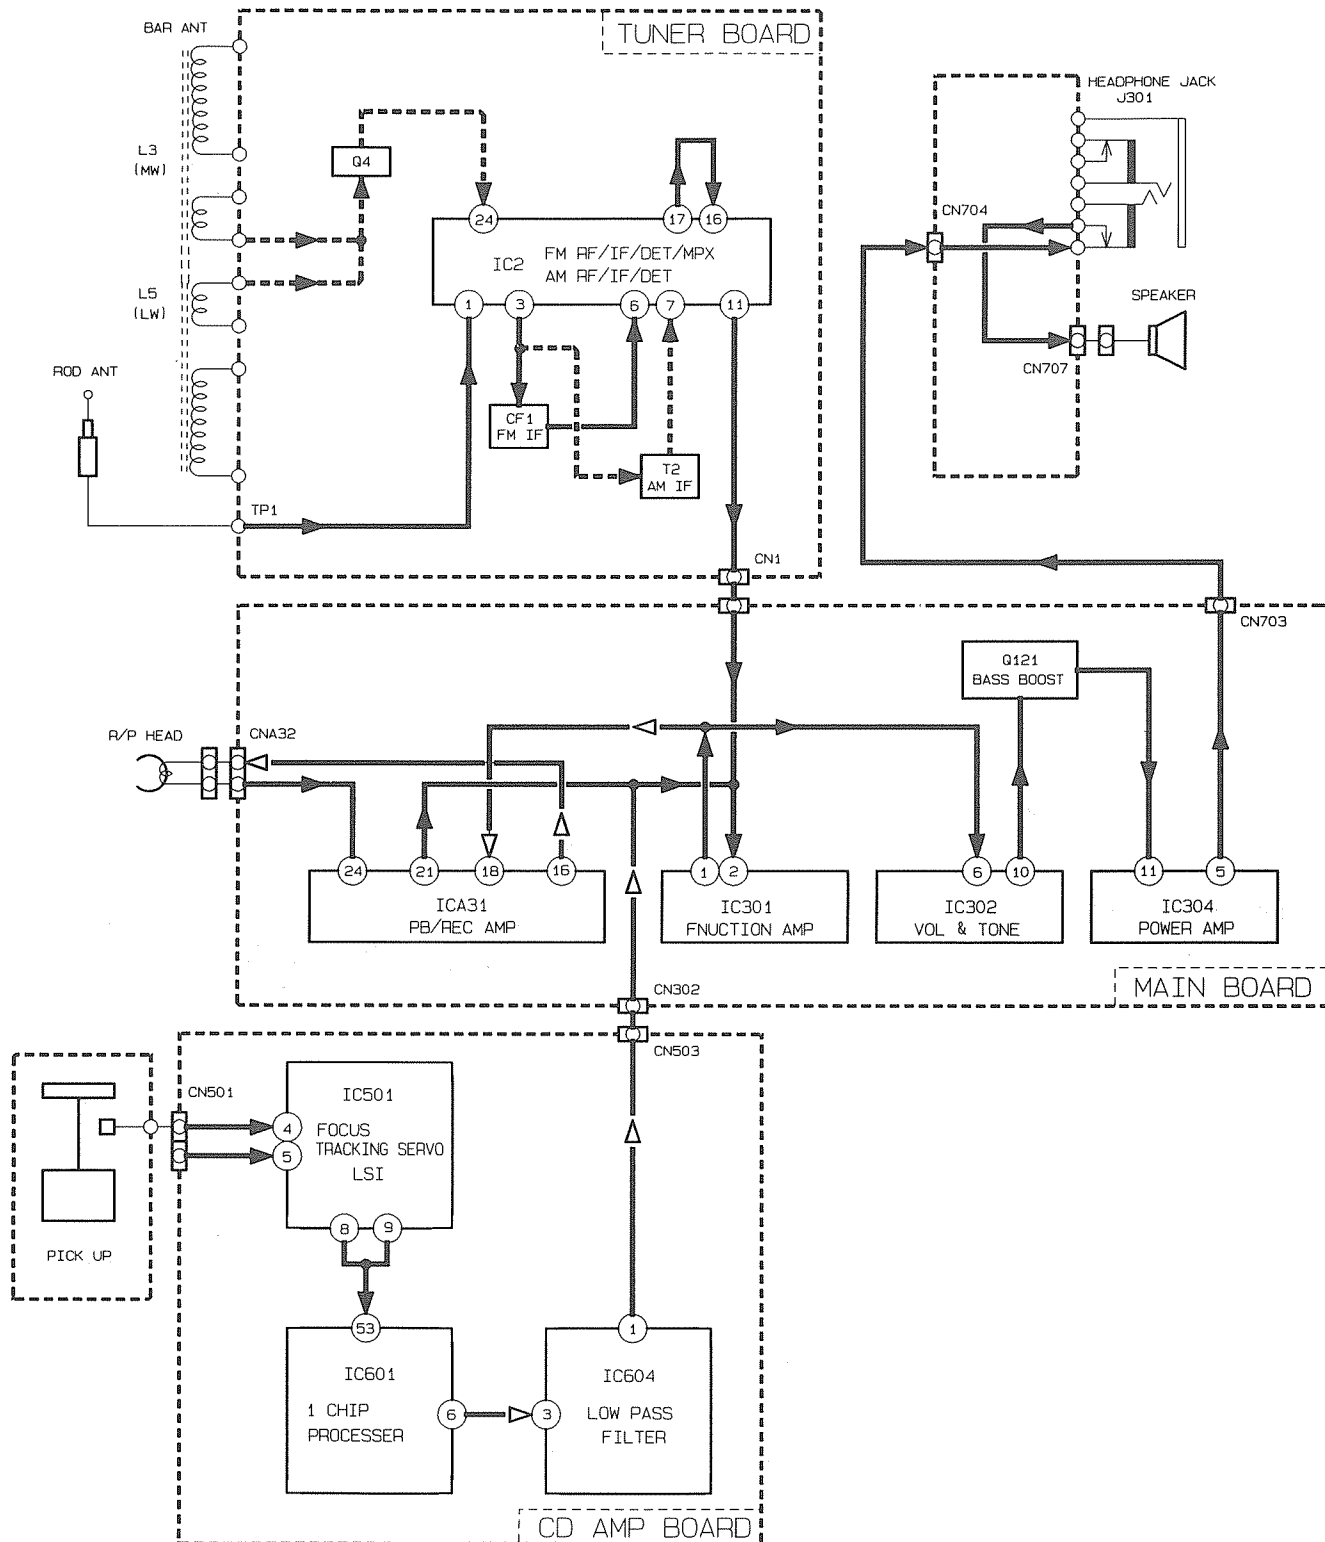 TUNER BOARD
BAR ANT
L3
(MW)
L5
(LW)
ROD ANT
TP1
Q4
24
17
16
IC2
FM RF/IF/DET/MPX
AM RF/IF/DET
1
3
6
7
11
CF1
FM IF
T2
AM IF
CN1
HEADPHONE JACK
J301
CN704
SPEAKER
CN707
CN703
Q121
BASS BOOST
R/P HEAD
CNA32
24
21
18
16
ICA31
PB/REC AMP
1
2
IC301
FNUCTION AMP
6
10
IC302
VOL & TONE
11
5
IC304
POWER AMP
MAIN BOARD
CN302
CN503
CN501
PICK UP
IC501
4
FOCUS
TRACKING SERVO
5
LSI
8
9
53
IC601
1 CHIP
PROCESSER
6
1
IC604
3
LOW PASS
FILTER
CD AMP BOARD